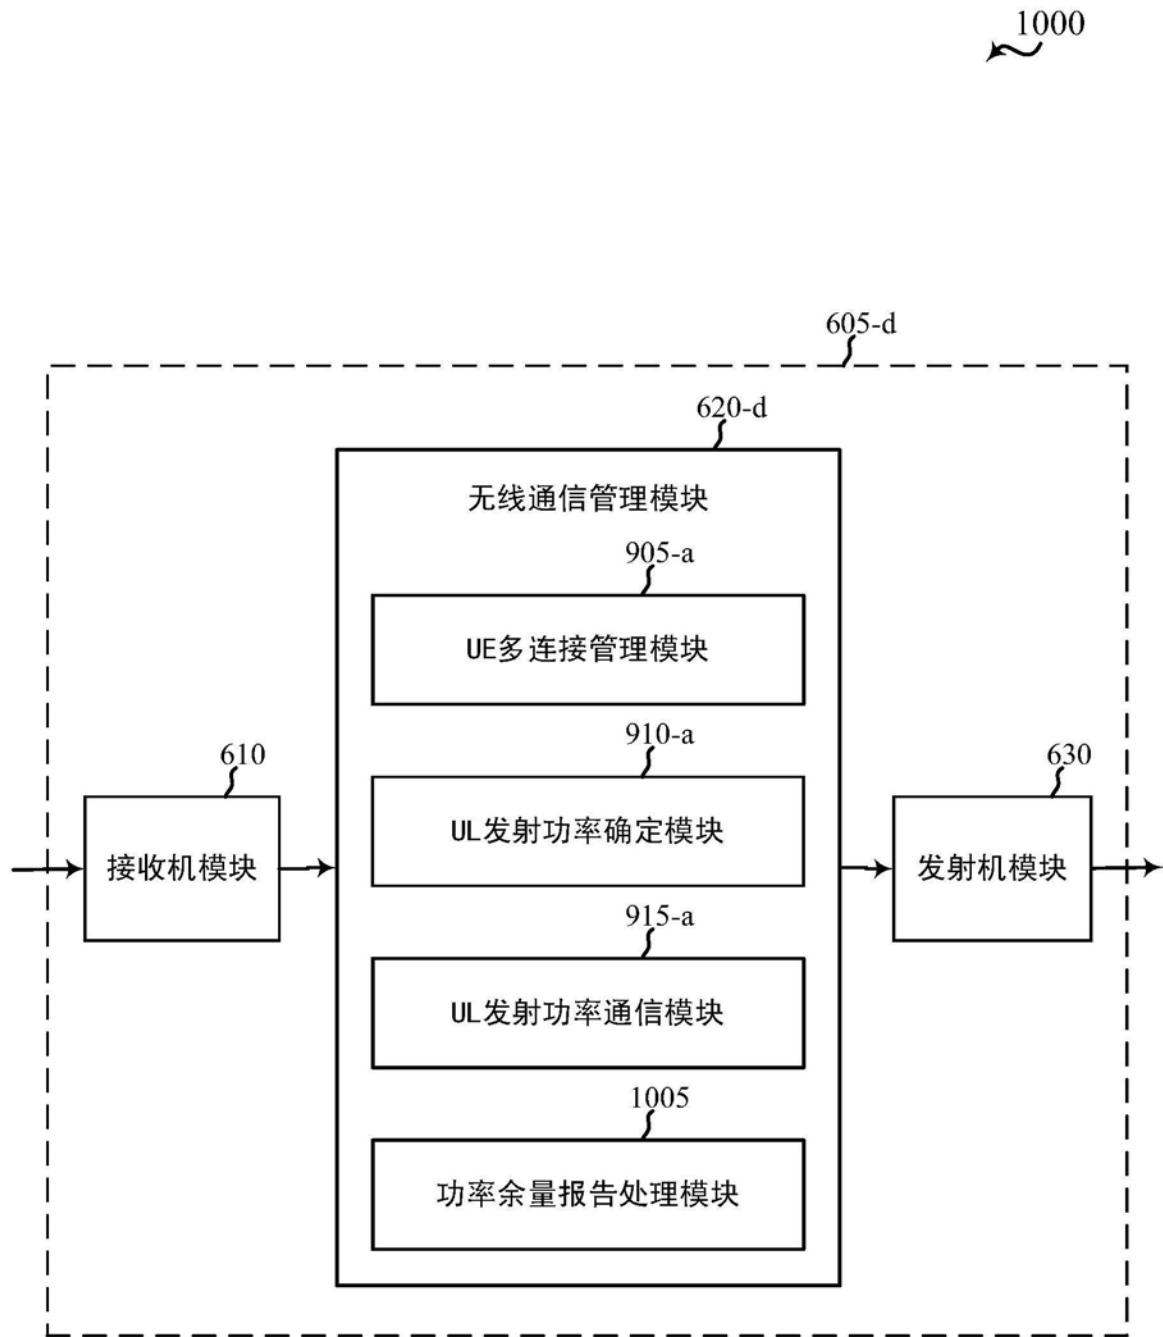 1000
605-d
620-d
无线通信管理模块
905-a
UE多连接管理模块
910-a
610
630
UL发射功率确定模块
接收机模块
发射机模块
915-a
UL发射功率通信模块
1005
功率余量报告处理模块